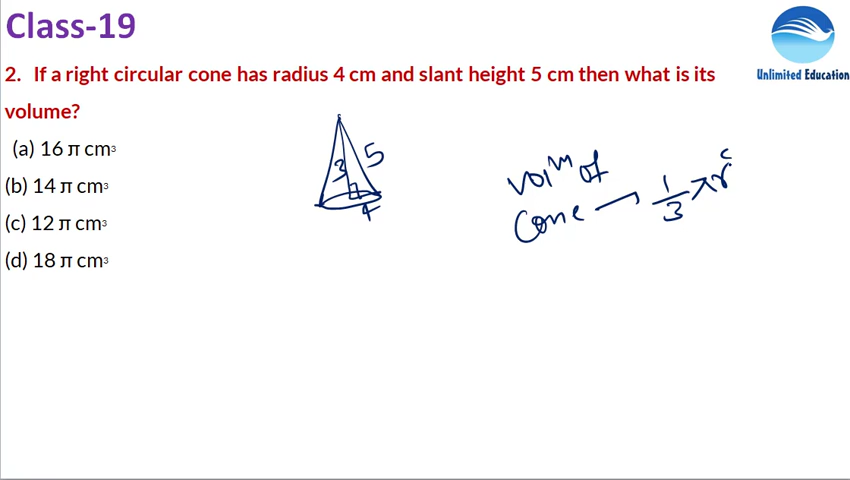 Class-19
Unlimited Education
2. If a right circular cone has radius 4 cm and slant height 5 cm then what is its
volume?
(a) 16 π cm³
(b) 14 π cm³
(c) 12 π cm³
(d) 18 π cm³
3
5
4
of
Cone → 1/3 π r